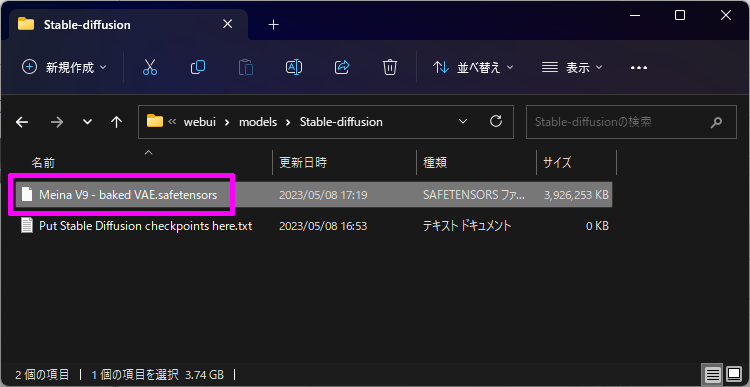 Stable-diffusion
新規作成
並べ替え
表示
webui > models > Stable-diffusion
Stable-diffusionの検索
名前 更新日時 種類 サイズ
Meina V9 - baked VAE.safetensors 2023/05/08 17:19 SAFETENSORS ファ... 3,926,253 KB
Put Stable Diffusion checkpoints here.txt 2023/05/08 16:53 テキスト ドキュメント 0 KB
2 個の項目 1 個の項目を選択 3.74 GB